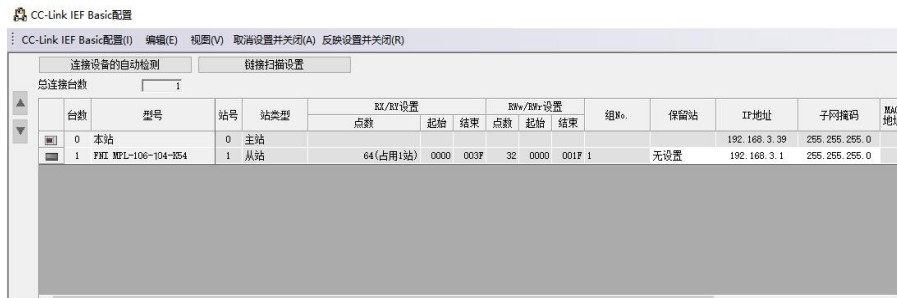 CC-Link IEF Basic配置
CC-Link IEF Basic配置(I) 编辑(E) 视图(V) 取消设置并关闭(A) 反映设置并关闭(R)
连接设备的自动检测 链接扫描设置
总连接台数 1
台数 型号 站号 站类型 RX/RY设置 RWw/RWr设置 组No. 保留站 IP地址 子网掩码 MAC地址
点数 起始 结束 点数 起始 结束
0 本站 0 主站 192.168.3.39 255.255.255.0
1 FNI MPL-106-104-K54 1 从站 64(占用1站) 0000 003F 32 0000 001F 1 无设置 192.168.3.1 255.255.255.0